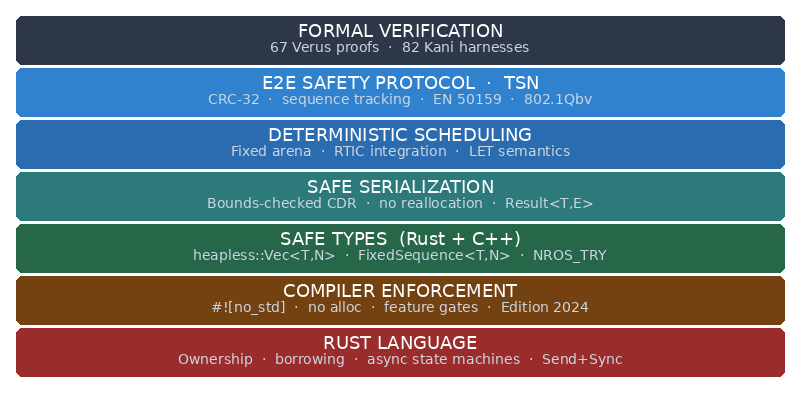 FORMAL VERIFICATION
67 Verus proofs · 82 Kani harnesses
E2E SAFETY PROTOCOL · TSN
CRC-32 · sequence tracking · EN 50159 · 802.1Qbv
DETERMINISTIC SCHEDULING
Fixed arena · RTIC integration · LET semantics
SAFE SERIALIZATION
Bounds-checked CDR · no reallocation · Result<T,E>
SAFE TYPES (Rust + C++)
heapless::Vec<T,N> · FixedSequence<T,N> · NROS_TRY
COMPILER ENFORCEMENT
#![no_std] · no alloc · feature gates · Edition 2024
RUST LANGUAGE
Ownership · borrowing · async state machines · Send+Sync